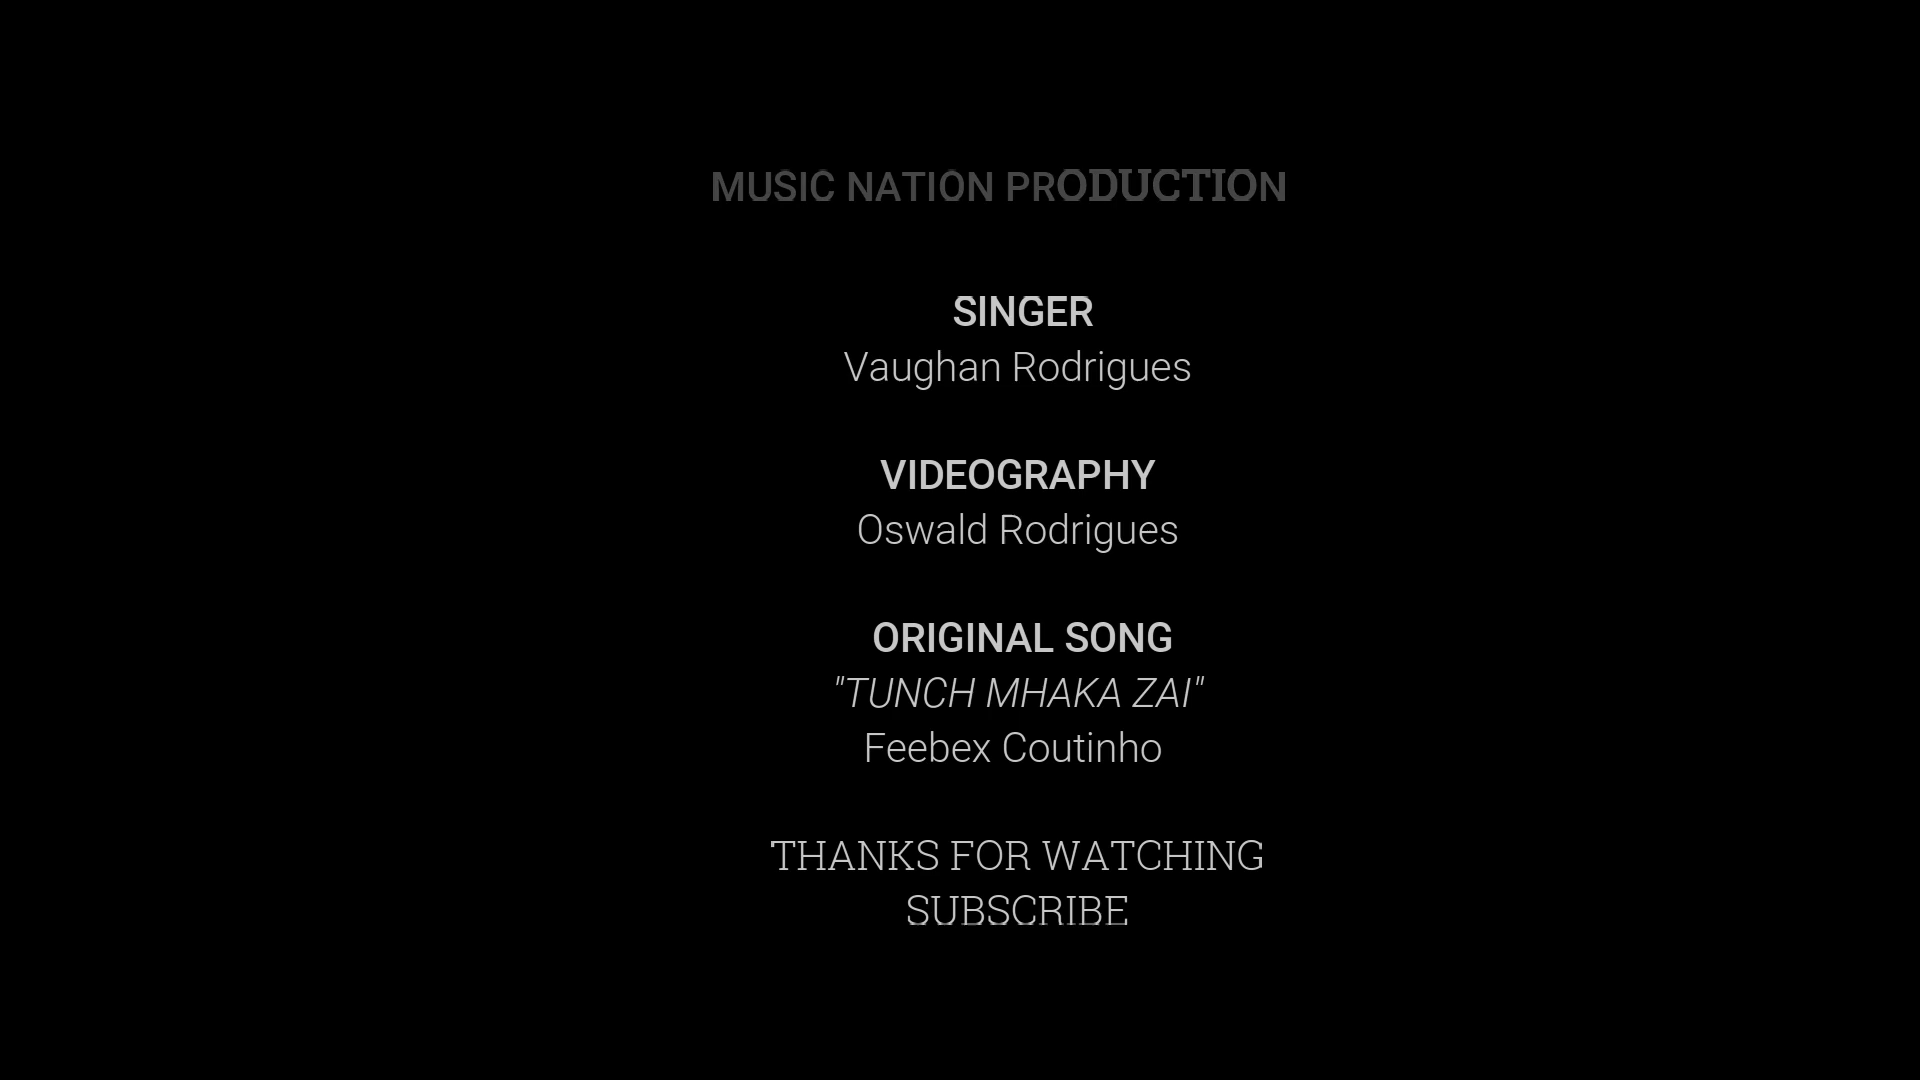 MUSIC NATION PRODUCTION
SINGER
Vaughan Rodrigues
VIDEOGRAPHY
Oswald Rodrigues
ORIGINAL SONG
"TUNCH MHAKA ZAI"
Feebex Coutinho
THANKS FOR WATCHING
SUBSCRIBE